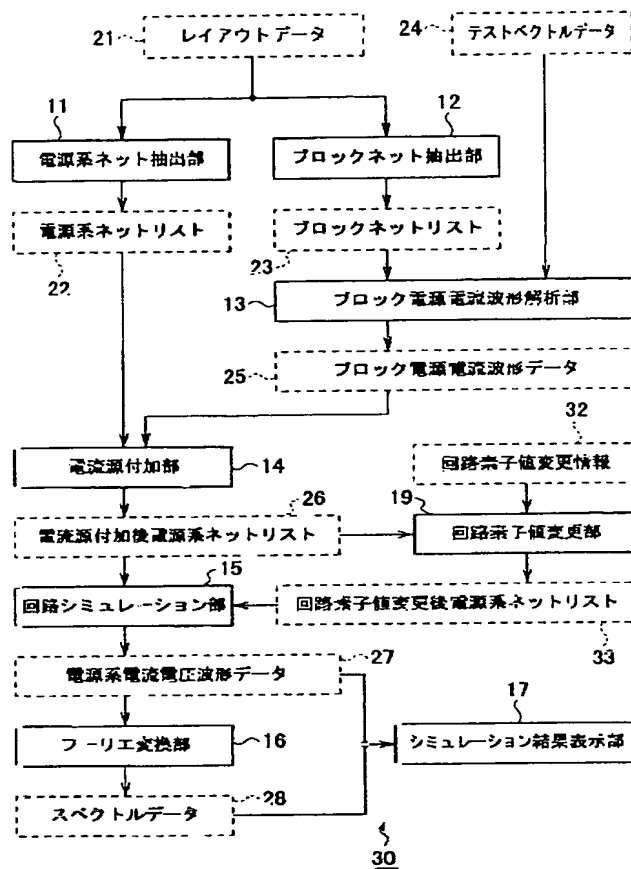 21
レイアウトデータ
24
テストベクトルデータ
11
電源系ネット抽出部
12
ブロックネット抽出部
電源系ネットリスト
22
ブロックネットリスト
23
13
ブロック電源電流波形解析部
25
ブロック電源電流波形データ
電流源付加部
14
32
回路素子値変更情報
26
電流源付加後電源系ネットリスト
19
回路素子値変更部
15
回路シミュレーション部
回路素子値変更後電源系ネットリスト
33
27
電源系電流電圧波形データ
フーリエ変換部
16
17
シミュレーション結果表示部
28
スペクトルデータ
30